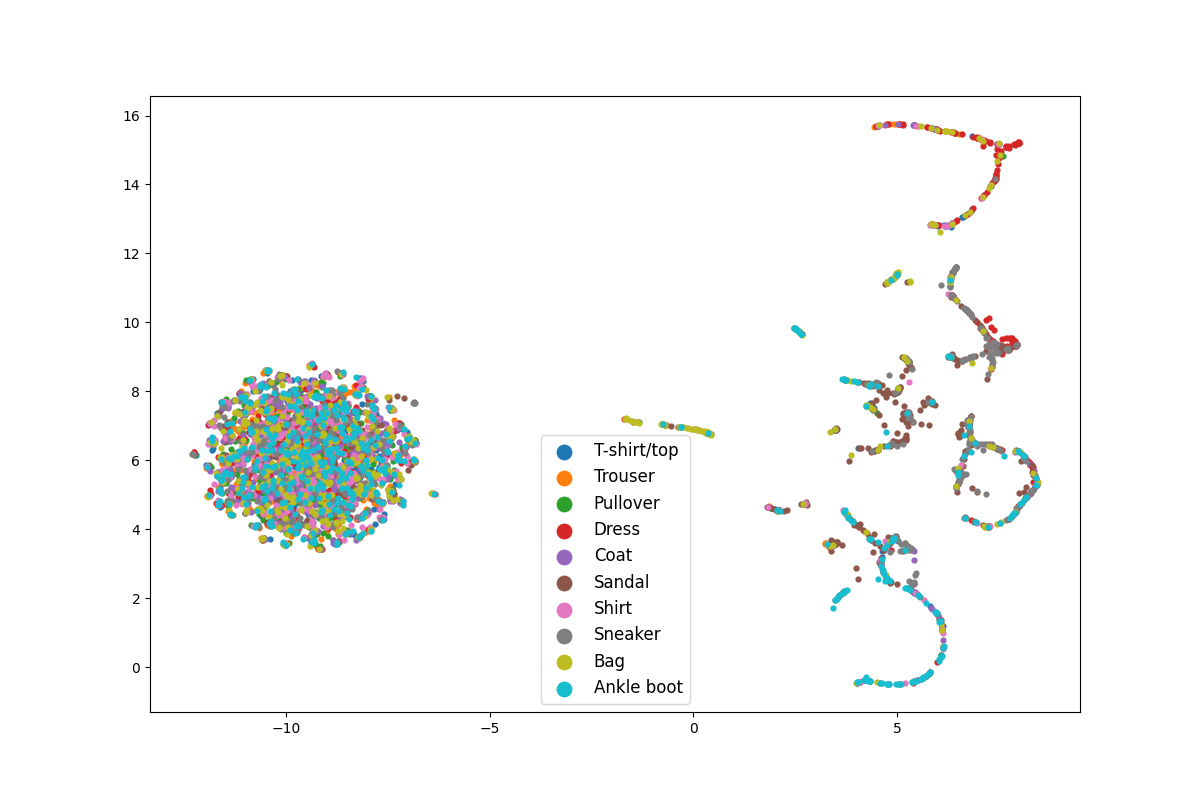 16
14
12
10
8
6
4
2
0
−10
−5
0
5
T-shirt/top
Trouser
Pullover
Dress
Coat
Sandal
Shirt
Sneaker
Bag
Ankle boot